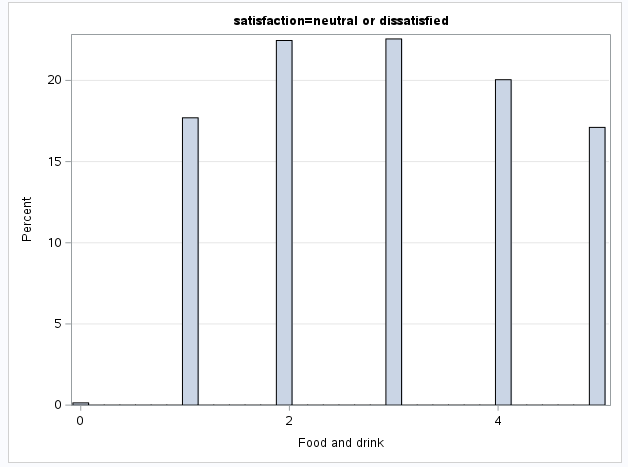 satisfaction=neutral or dissatisfied
20
15
10
5
0
Percent
0 2 4
Food and drink